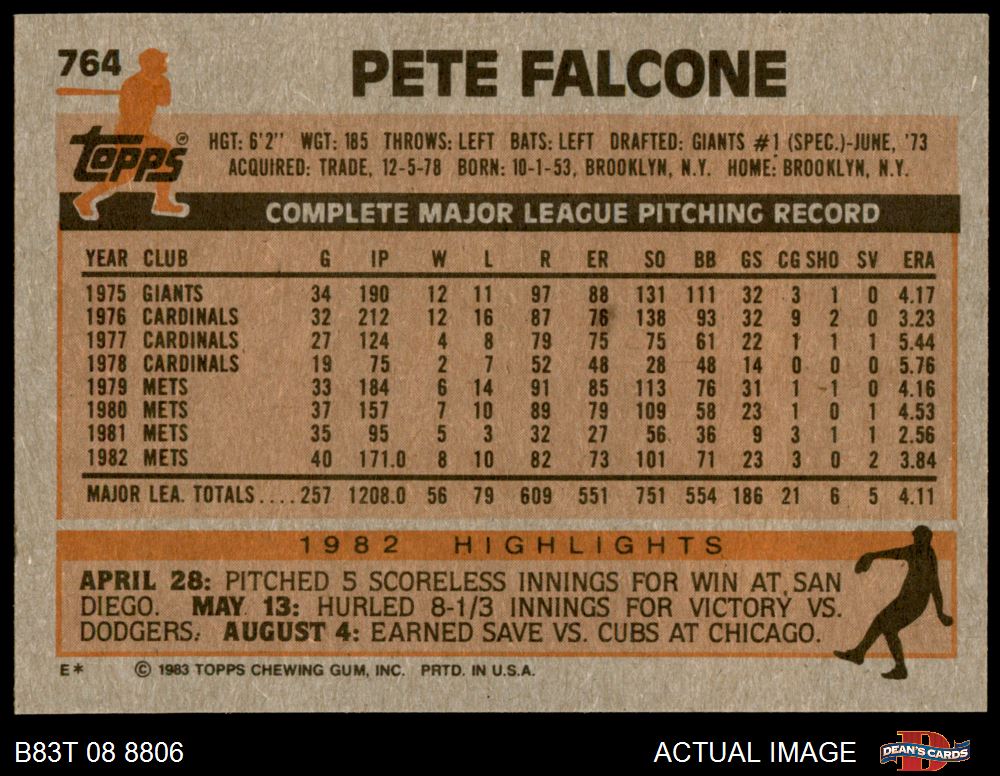 764
PETE FALCONE
Topps®
HGT: 6'2" WGT: 185 THROWS: LEFT BATS: LEFT DRAFTED: GIANTS #1 (SPEC.)-JUNE, '73
ACQUIRED: TRADE, 12-5-78 BORN: 10-1-53, BROOKLYN, N.Y. HOME: BROOKLYN, N.Y.
COMPLETE MAJOR LEAGUE PITCHING RECORD
YEAR CLUB G IP W L R ER SO BB GS CG SHO SV ERA
1975 GIANTS 34 190 12 11 97 88 131 111 32 3 1 0 4.17
1976 CARDINALS 32 212 12 16 87 76 138 93 32 9 2 0 3.23
1977 CARDINALS 27 124 4 8 79 75 75 61 22 1 1 1 5.44
1978 CARDINALS 19 75 2 7 52 48 28 48 14 0 0 0 5.76
1979 METS 33 184 6 14 91 85 113 76 31 1 1 0 4.16
1980 METS 37 157 7 10 89 79 109 58 23 1 0 1 4.53
1981 METS 35 95 5 3 32 27 56 36 9 3 1 1 2.56
1982 METS 40 171.0 8 10 82 73 101 71 23 3 0 2 3.84
MAJOR LEA. TOTALS.... 257 1208.0 56 79 609 551 751 554 186 21 6 5 4.11
1982 HIGHLIGHTS
APRIL 28: PITCHED 5 SCORELESS INNINGS FOR WIN AT SAN
DIEGO. MAY 13: HURLED 8-1/3 INNINGS FOR VICTORY VS.
DODGERS. AUGUST 4: EARNED SAVE VS. CUBS AT CHICAGO.
E* © 1983 TOPPS CHEWING GUM, INC. PRTD. IN U.S.A.
B83T 08 8806 ACTUAL IMAGE DEAN'S CARDS